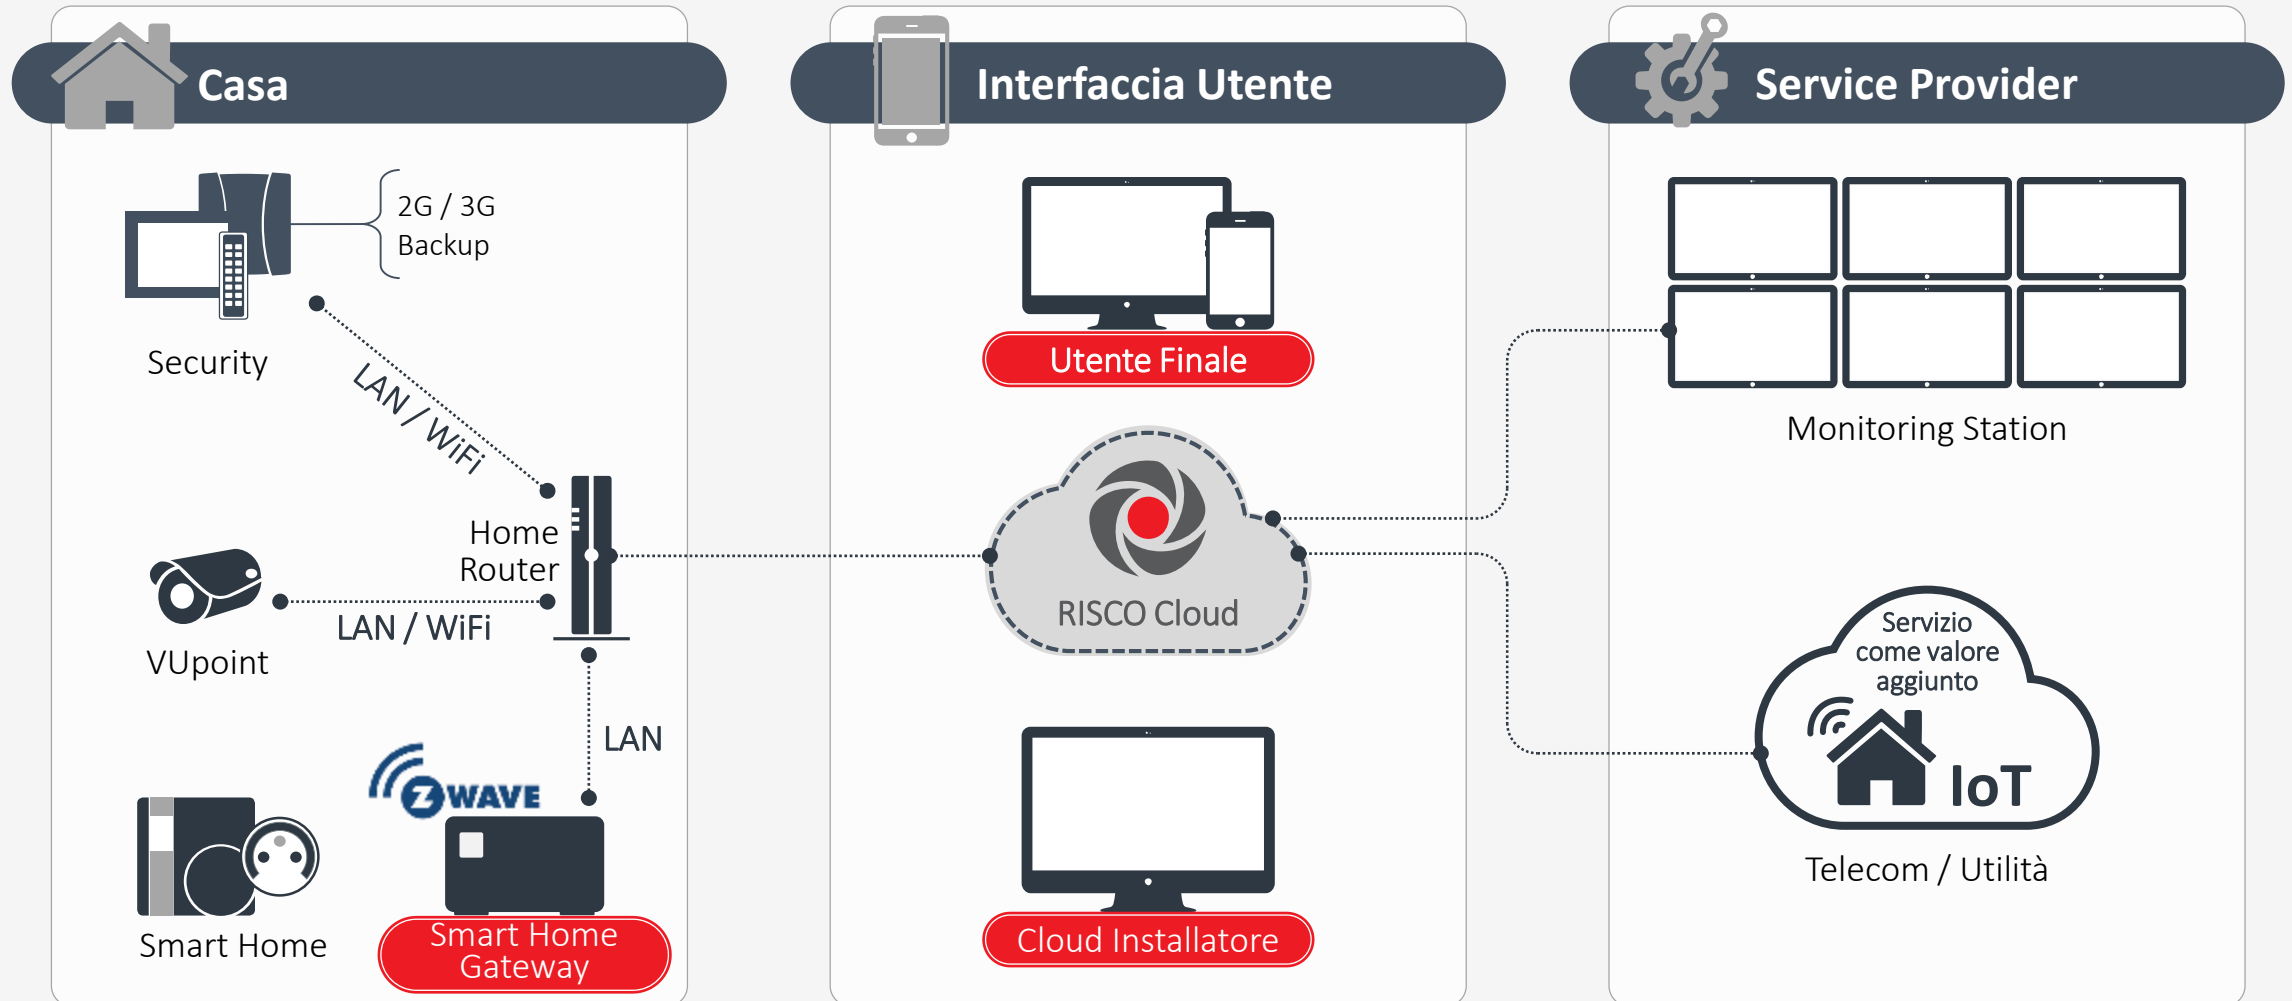 Casa
2G / 3G
Backup
Security
LAN / WiFi
Home
Router
LAN / WiFi
VUpoint
LAN
Z WAVE
Smart Home
Smart Home
Gateway
Interfaccia Utente
Utente Finale
RISCO Cloud
Cloud Installatore
Service Provider
Monitoring Station
Servizio
come valore
aggiunto
IoT
Telecom / Utilità